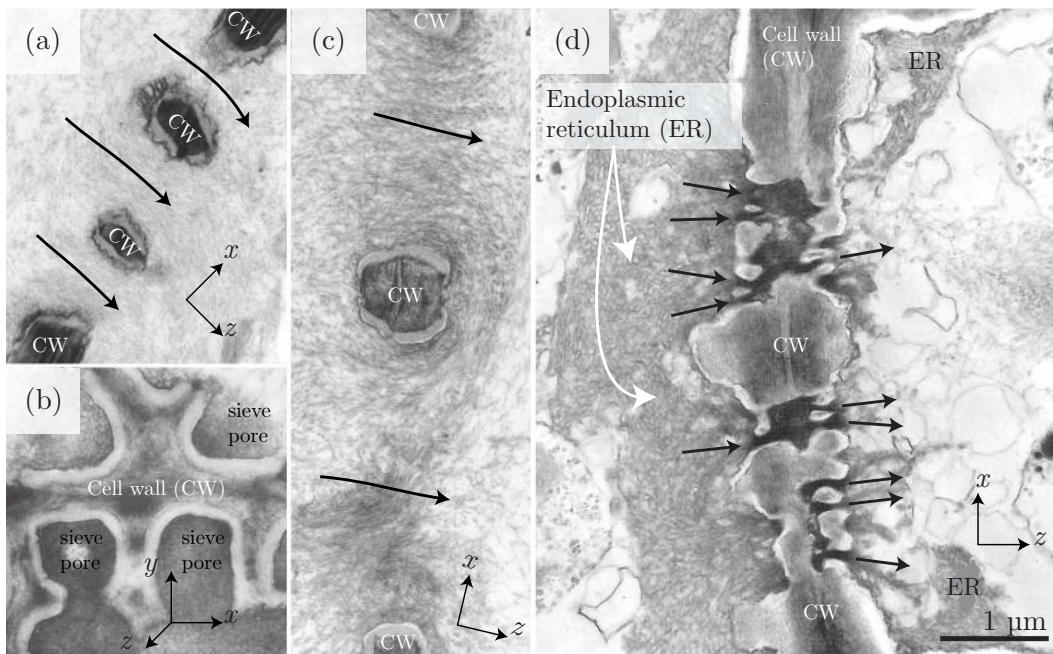 (a)
CW
CW
CW
CW
x
z
(b)
sieve
pore
Cell wall (CW)
sieve
pore
sieve
pore
y
x
z
(c)
CW
CW
CW
x
z
(d)
Cell wall
(CW)
ER
Endoplasmic
reticulum (ER)
CW
x
z
ER
CW
1 µm